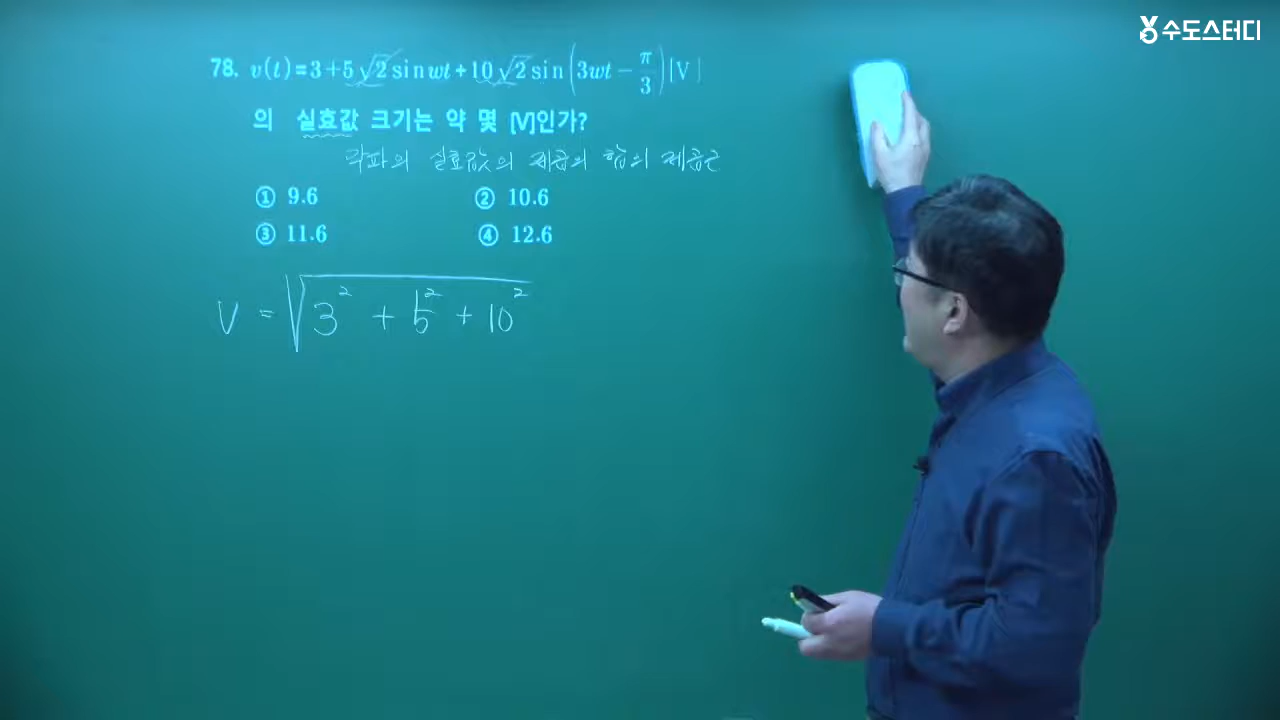 수도스터디
78. v(t)=3+5√2 sin wt+10√2 sin(3wt−π/3)[V]
의 실효값 크기는 약 몇 [V]인가?
각파의 실효값의 제곱의 합의 제곱근
① 9.6 ② 10.6
③ 11.6 ④ 12.6
V = √(3² + 5² + 10²)